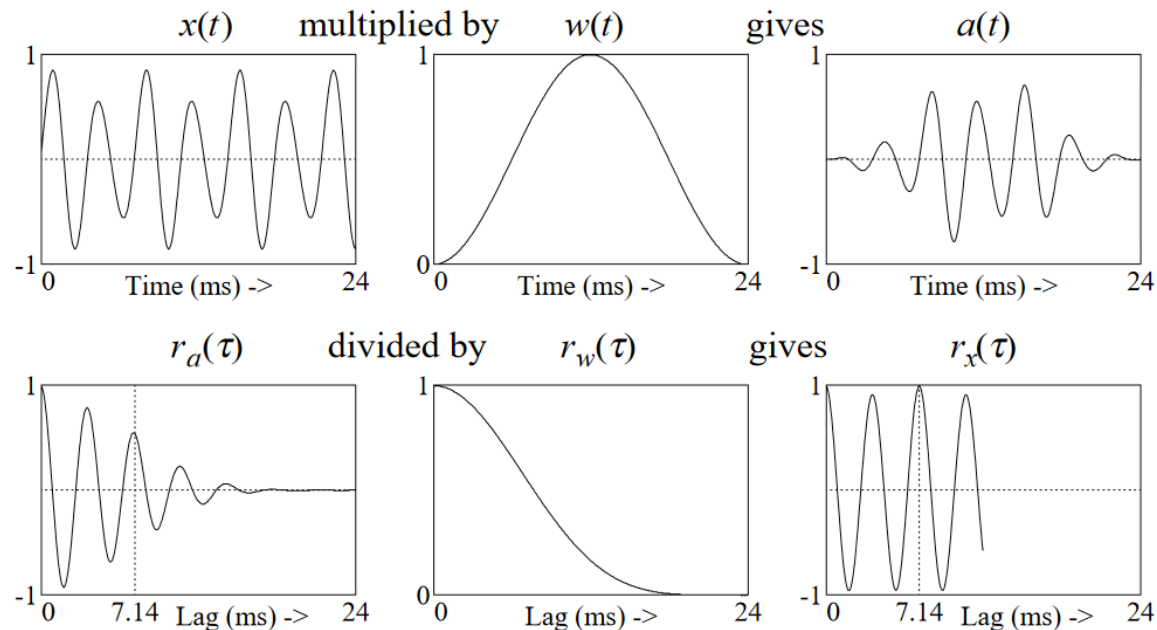 x(t) multiplied by w(t) gives a(t)
1 1 1
-1 0 -1
0 Time (ms) -> 24 0 Time (ms) -> 24 0 Time (ms) -> 24
r_a(τ) divided by r_w(τ) gives r_x(τ)
1 1 1
-1 0 -1
0 7.14 Lag (ms) -> 24 0 Lag (ms) -> 24 0 7.14 Lag (ms) -> 24